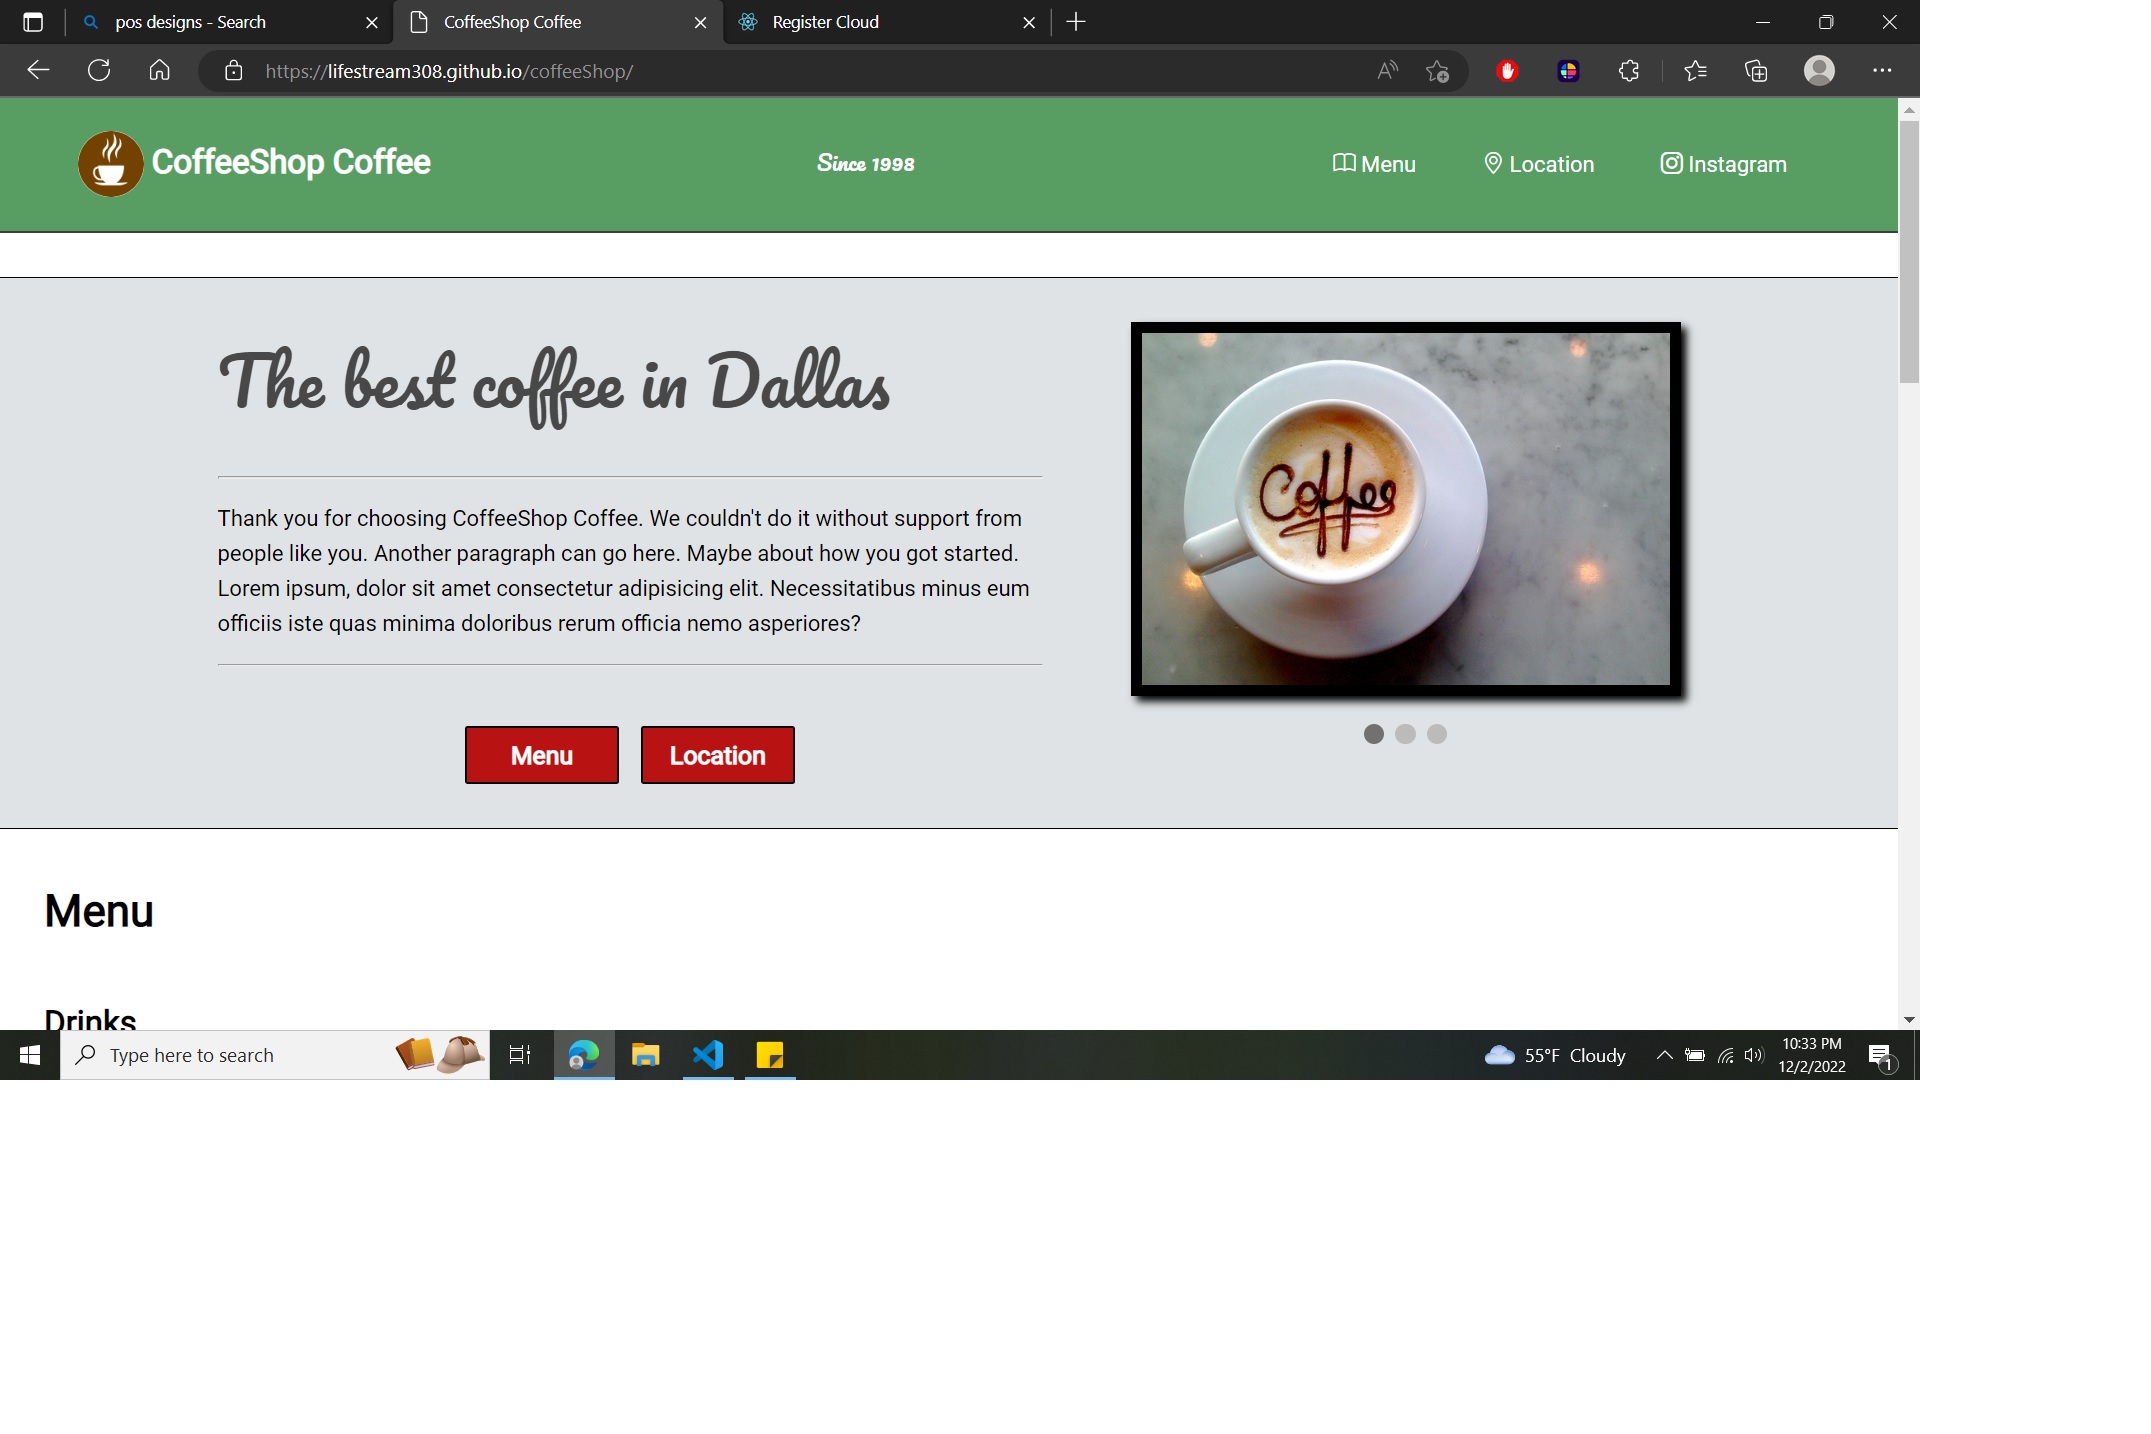 pos designs - Search
CoffeeShop Coffee
Register Cloud
https://lifestream308.github.io/coffeeShop/
CoffeeShop Coffee
Since 1998
Menu
Location
Instagram
The best coffee in Dallas
Thank you for choosing CoffeeShop Coffee. We couldn't do it without support from
people like you. Another paragraph can go here. Maybe about how you got started.
Lorem ipsum, dolor sit amet consectetur adipisicing elit. Necessitatibus minus eum
officiis iste quas minima doloribus rerum officia nemo asperiores?
Menu
Location
Coffee
Menu
Drinks
Type here to search
55°F Cloudy
10:33 PM
12/2/2022
1